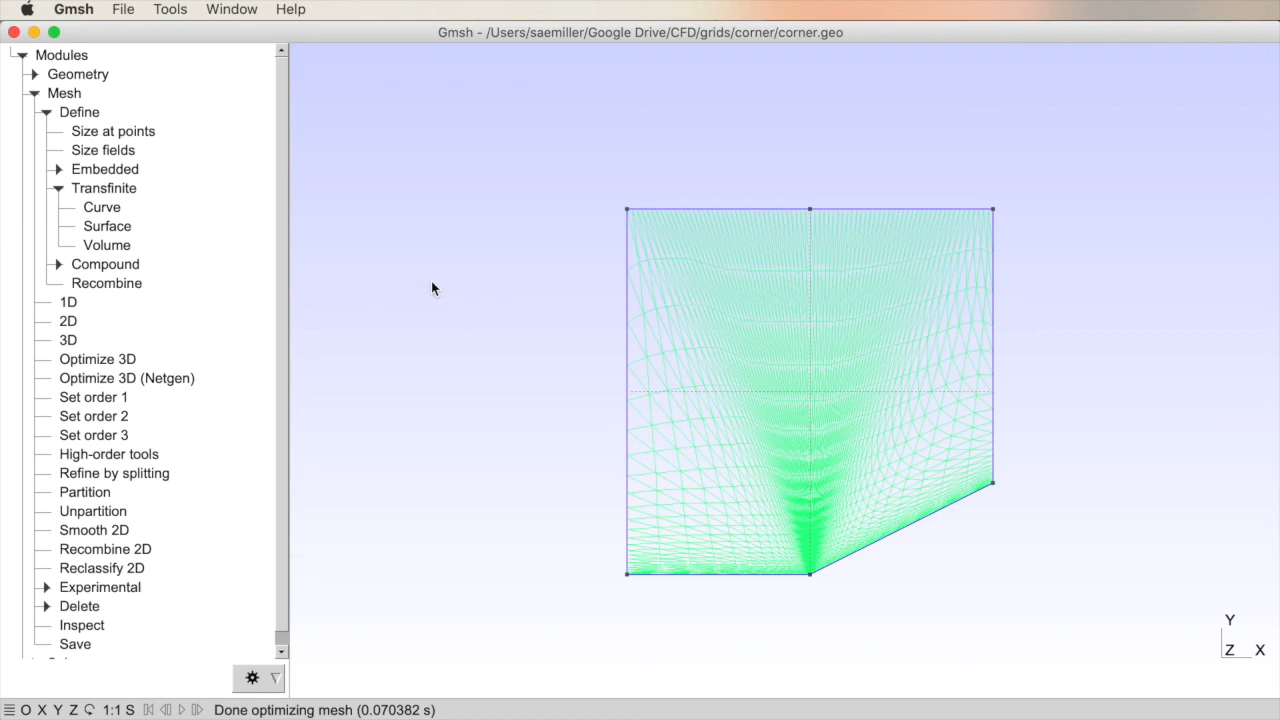 Gmsh File Tools Window Help
Gmsh - /Users/saemiller/Google Drive/CFD/grids/corner/corner.geo
Modules
Geometry
Mesh
Define
Size at points
Size fields
Embedded
Transfinite
Curve
Surface
Volume
Compound
Recombine
1D
2D
3D
Optimize 3D
Optimize 3D (Netgen)
Set order 1
Set order 2
Set order 3
High-order tools
Refine by splitting
Partition
Unpartition
Smooth 2D
Recombine 2D
Reclassify 2D
Experimental
Delete
Inspect
Save
Y
Z X
O X Y Z 1:1 S Done optimizing mesh (0.070382 s)